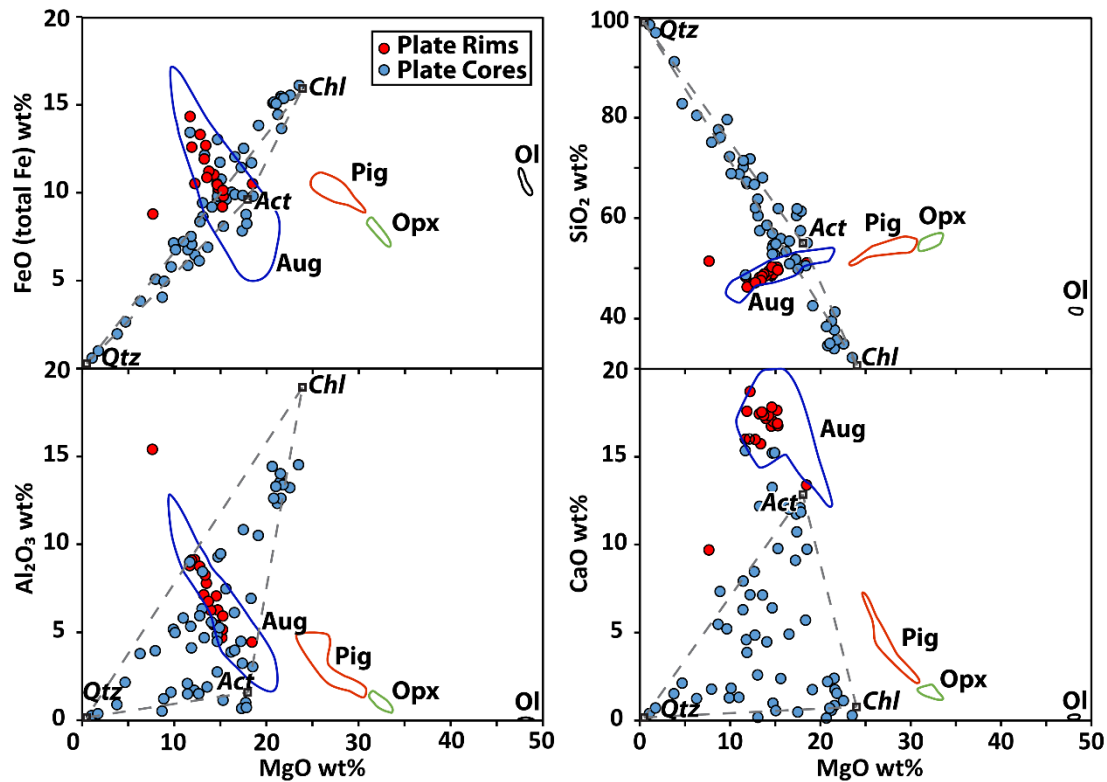 20
15
10
5
0
FeO (total Fe) wt%
Plate Rims
Plate Cores
Chl
Act
Qtz
Aug
Pig
Opx
Ol
100
80
60
40
20
SiO₂ wt%
Qtz
Act
Pig
Opx
Aug
Chl
Ol
20
15
10
5
0
Al₂O₃ wt%
Chl
Aug
Pig
Act
Opx
Qtz
Ol
0 10 20 30 40 50
MgO wt%
20
15
10
5
0
CaO wt%
Aug
Act
Pig
Opx
Chl
Qtz
Ol
0 10 20 30 40 50
MgO wt%